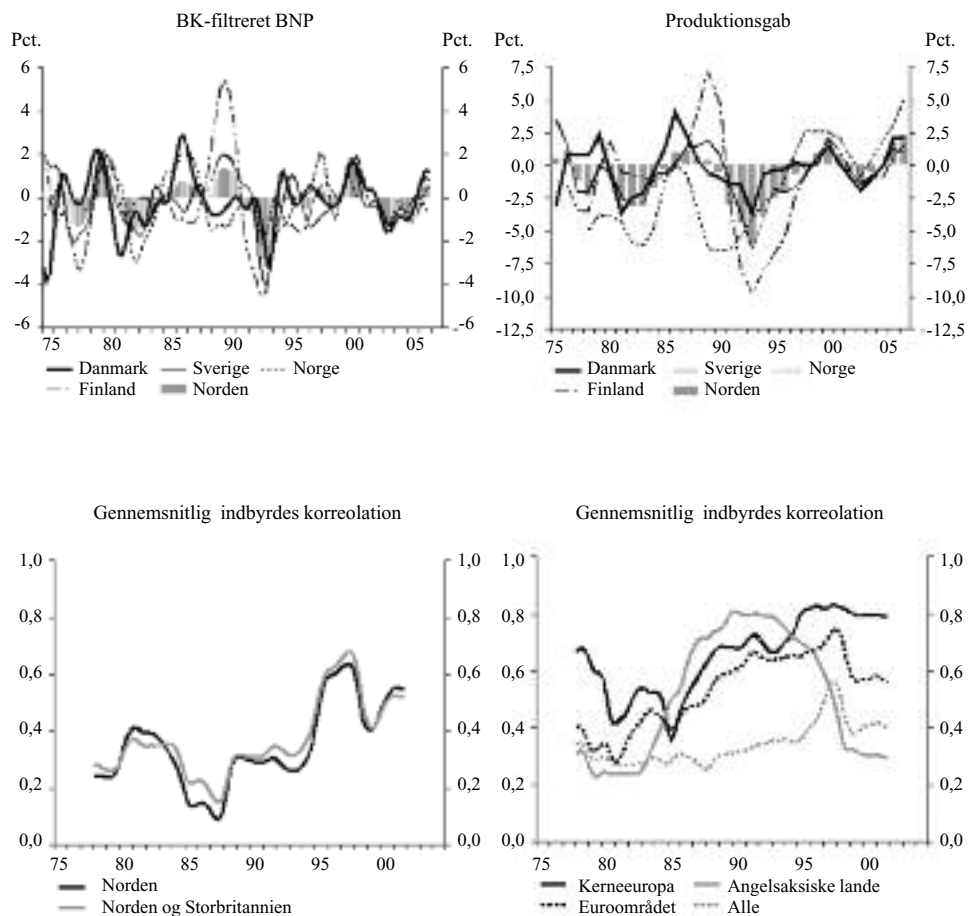 BK-filtreret BNP
Pct. Pct.
6 6
4 4
2 2
0 0
-2 -2
-4 -4
-6 -6
75 80 85 90 95 00 05
Danmark Sverige Norge
Finland Norden
Produktionsgab
Pct. Pct.
7,5 7,5
5,0 5,0
2,5 2,5
0,0 0,0
-2,5 -2,5
-5,0 -5,0
-7,5 -7,5
-10,0 -10,0
-12,5 -12,5
75 80 85 90 95 00 05
Danmark Sverige Norge
Finland Norden
Gennemsnitlig indbyrdes korreolation
1,0 1,0
0,8 0,8
0,6 0,6
0,4 0,4
0,2 0,2
0,0 0,0
75 80 85 90 95 00
Norden
Norden og Storbritannien
Gennemsnitlig indbyrdes korreolation
1,0 1,0
0,8 0,8
0,6 0,6
0,4 0,4
0,2 0,2
0,0 0,0
75 80 85 90 95 00
Kerneeuropa Angelsaksiske lande
Euroområdet Alle